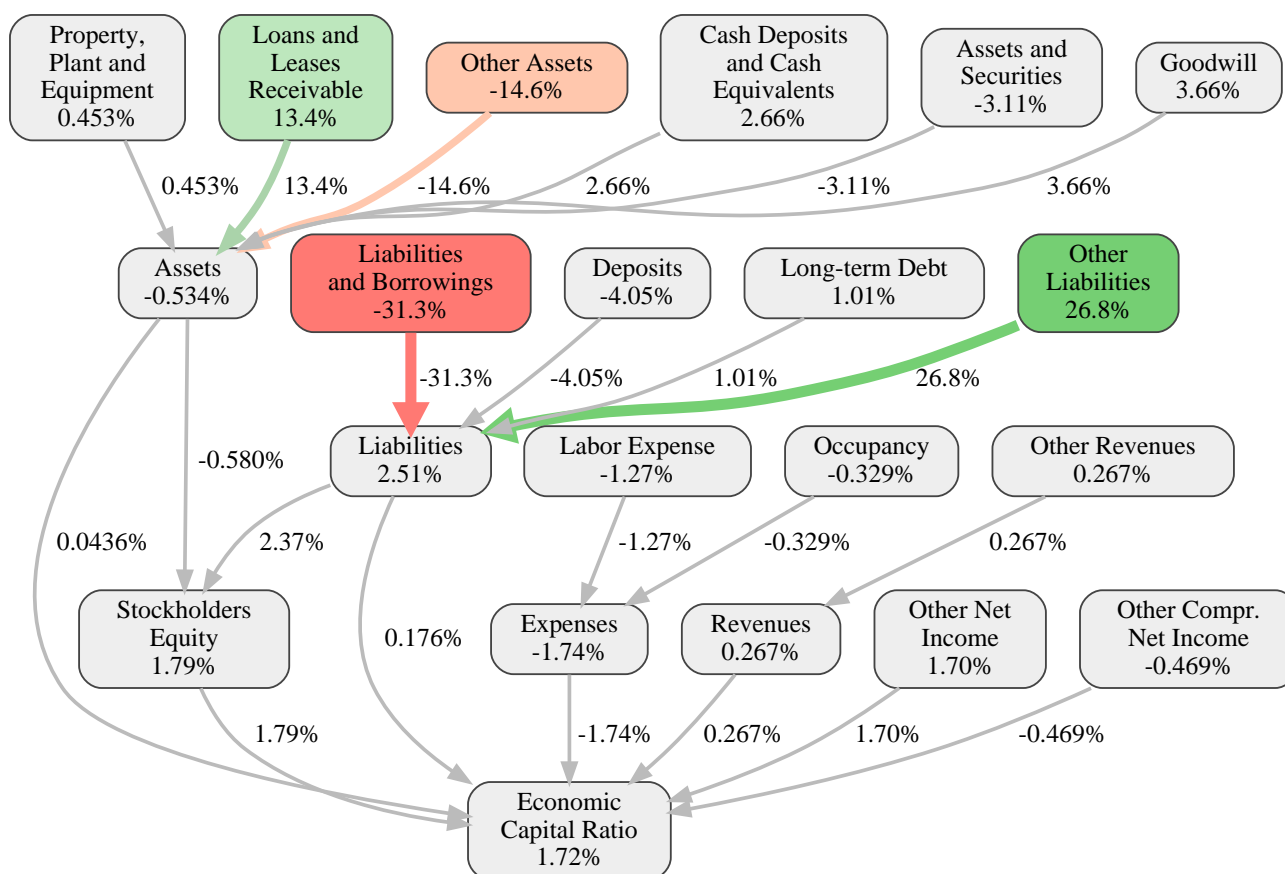 Property,
Plant and
Equipment
0.453%
Loans and
Leases
Receivable
13.4%
Other Assets
-14.6%
Cash Deposits
and Cash
Equivalents
2.66%
Assets and
Securities
-3.11%
Goodwill
3.66%
0.453%
13.4%
-14.6%
2.66%
-3.11%
3.66%
Assets
-0.534%
Liabilities
and Borrowings
-31.3%
Deposits
-4.05%
Long-term Debt
1.01%
Other
Liabilities
26.8%
-31.3%
-4.05%
1.01%
26.8%
Liabilities
2.51%
Labor Expense
-1.27%
Occupancy
-0.329%
Other Revenues
0.267%
-0.580%
0.0436%
2.37%
-1.27%
-0.329%
0.267%
Stockholders
Equity
1.79%
0.176%
Expenses
-1.74%
Revenues
0.267%
Other Net
Income
1.70%
Other Compr.
Net Income
-0.469%
1.79%
-1.74%
0.267%
1.70%
-0.469%
Economic
Capital Ratio
1.72%